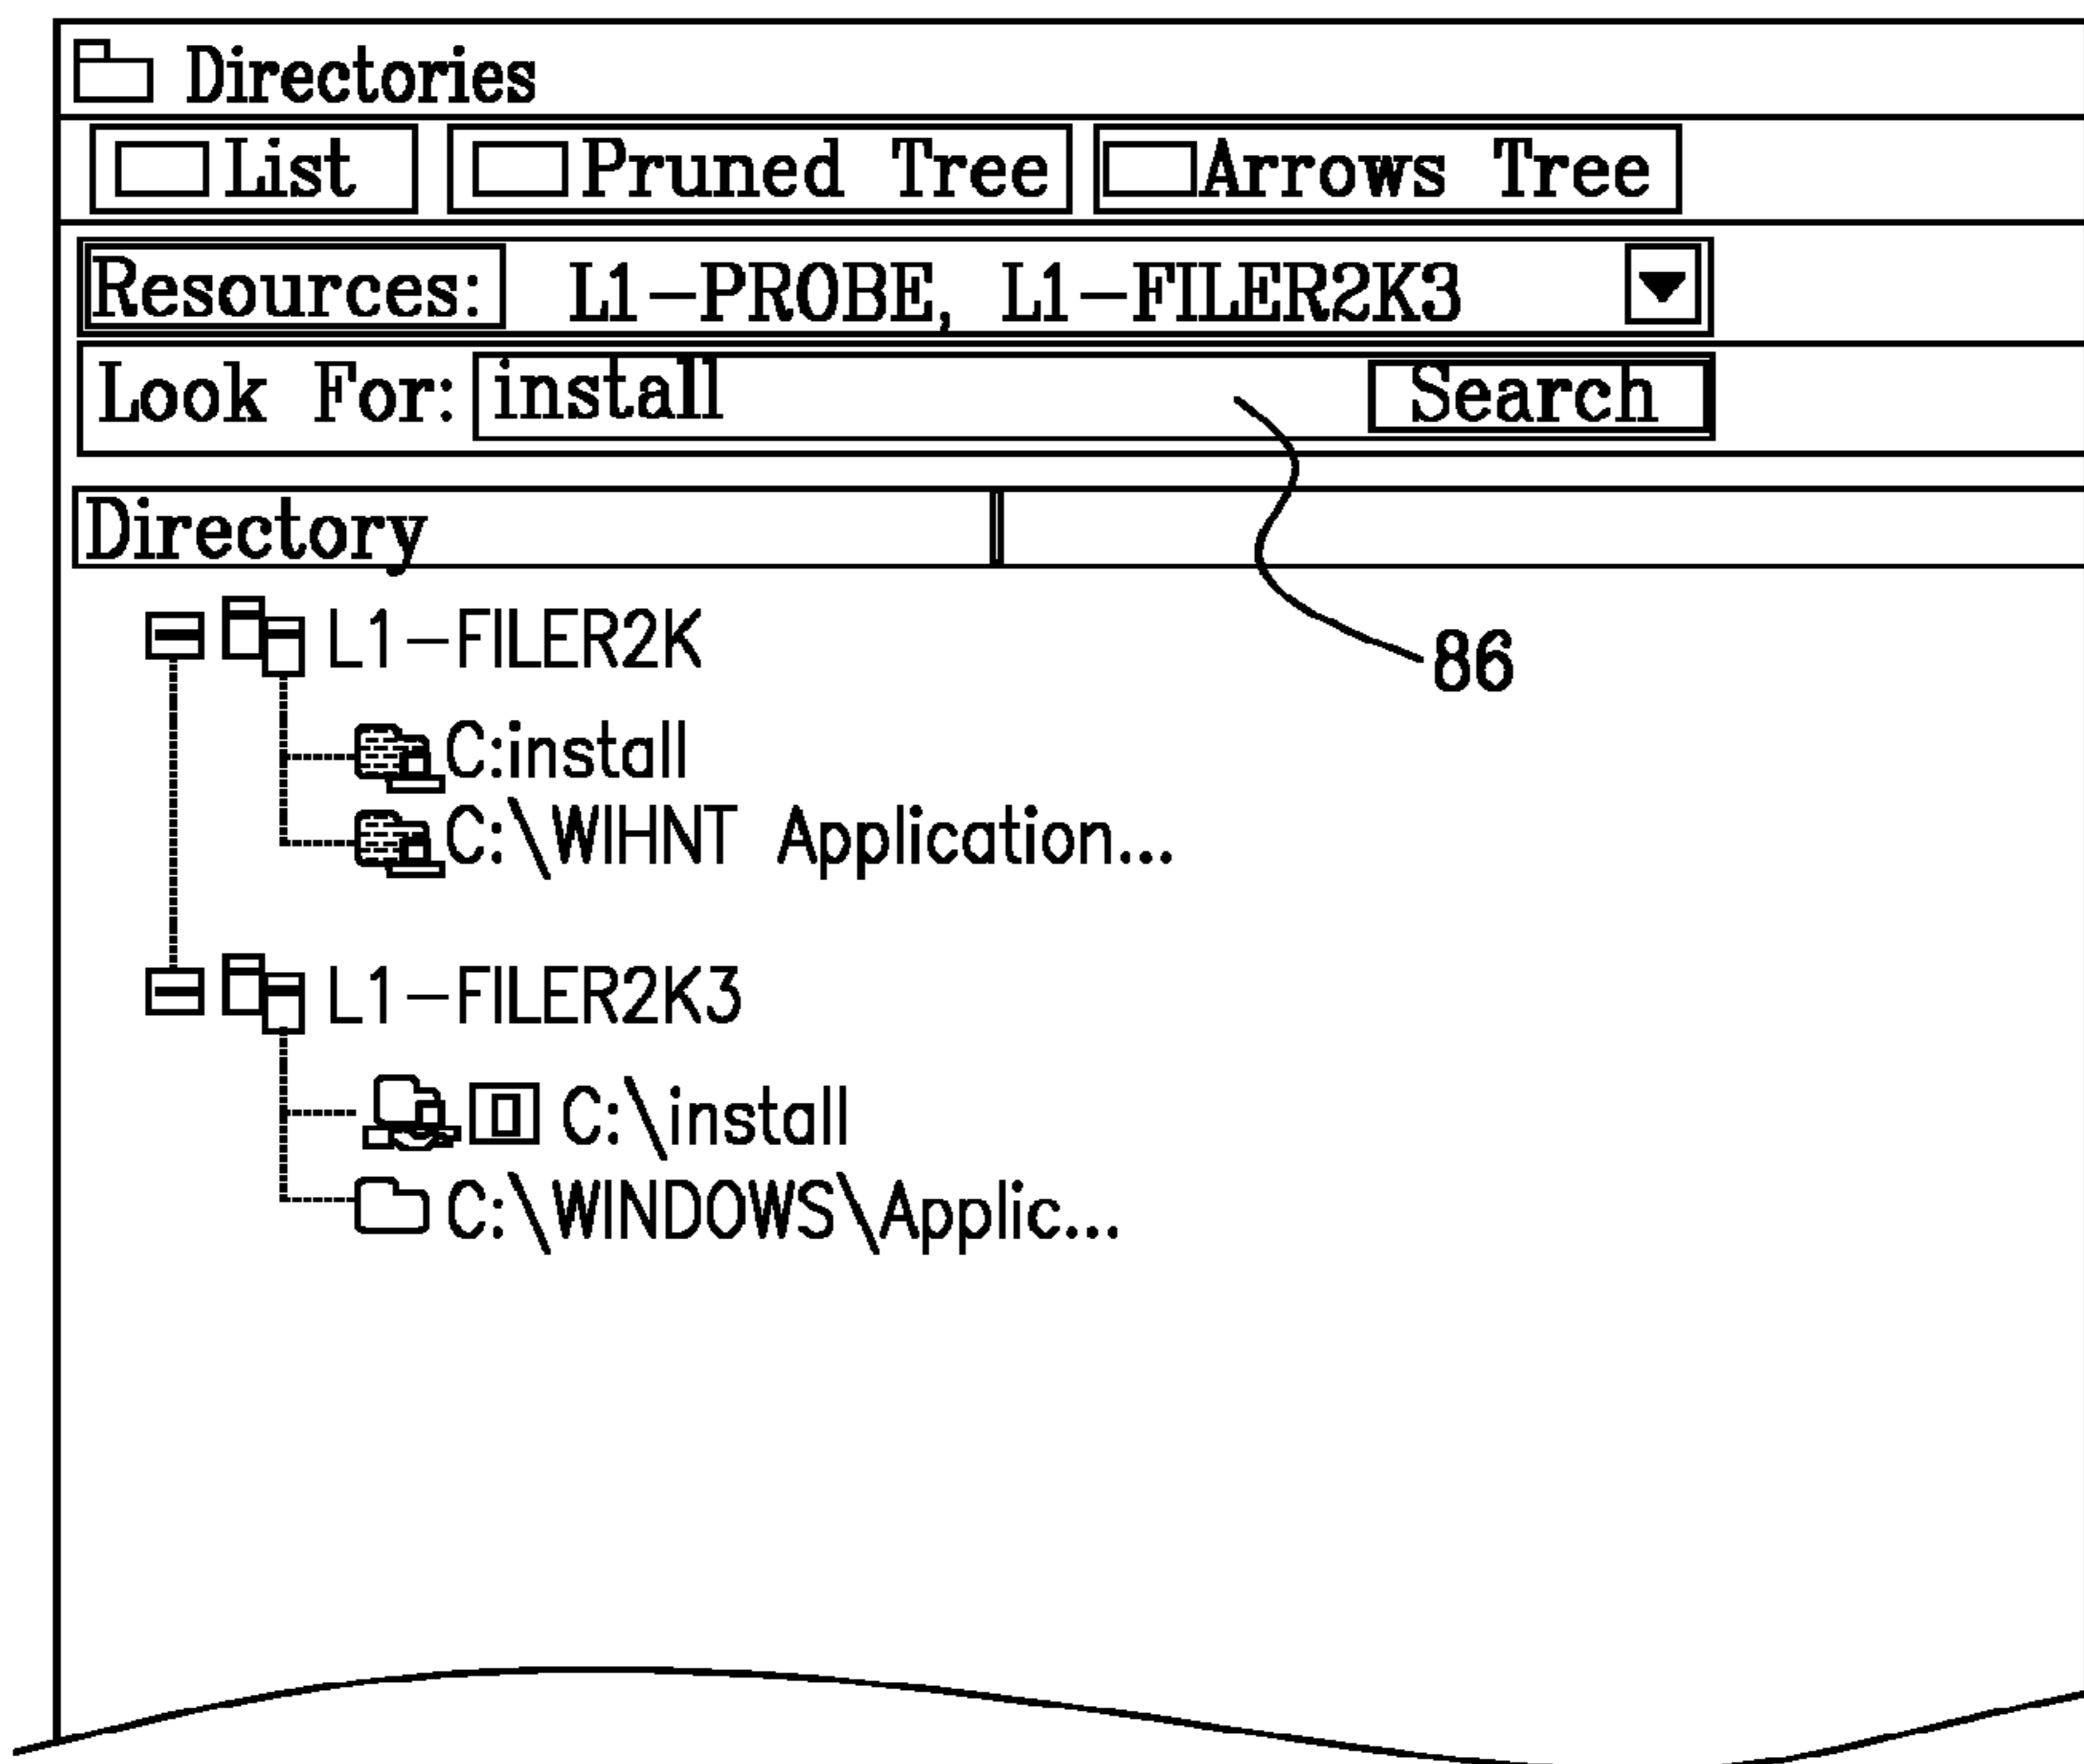 Directories
List Pruned Tree Arrows Tree
Resources: L1-PROBE, L1-FILER2K3
Look For: install Search
Directory
L1-FILER2K
86
C:install
C:\WIHNT Application...
L1-FILER2K3
C:\install
C:\WINDOWS\Applic...